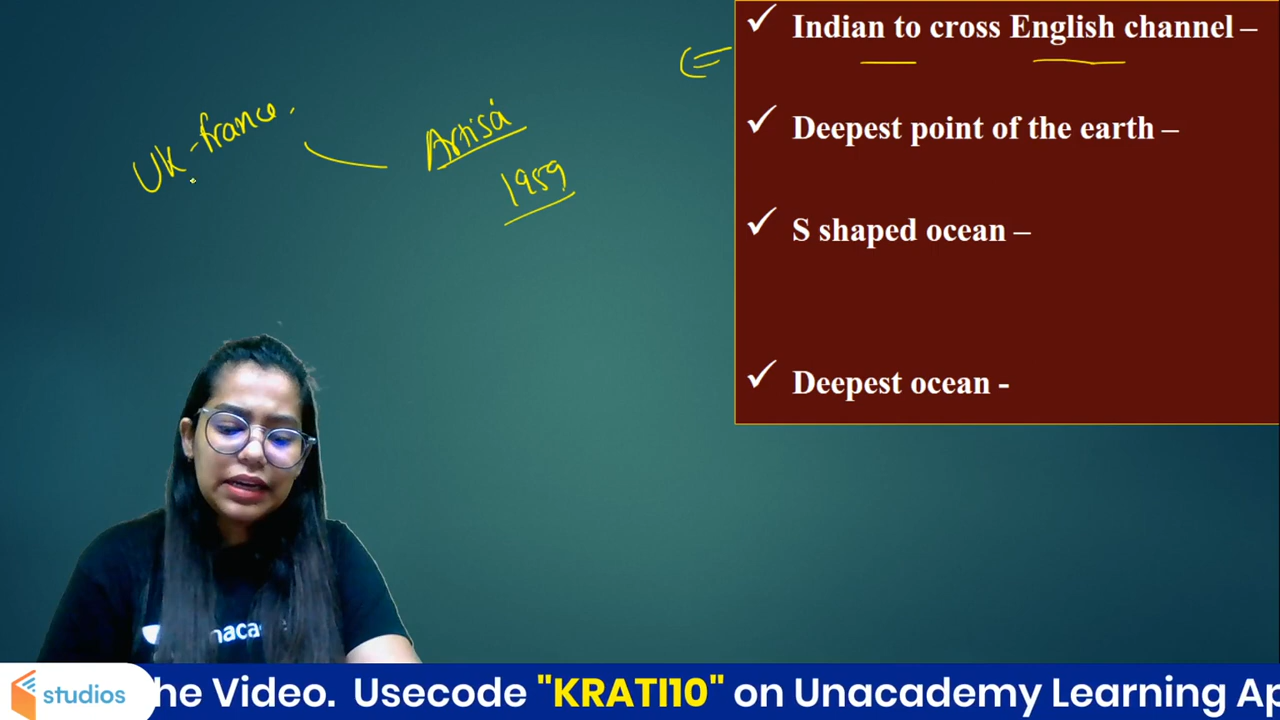 Indian to cross English channel –
UK-france
Artisa
1959
Deepest point of the earth –
S shaped ocean –
Deepest ocean -
nacad
studios
he Video. Usecode "KRATI10" on Unacademy Learning Ap